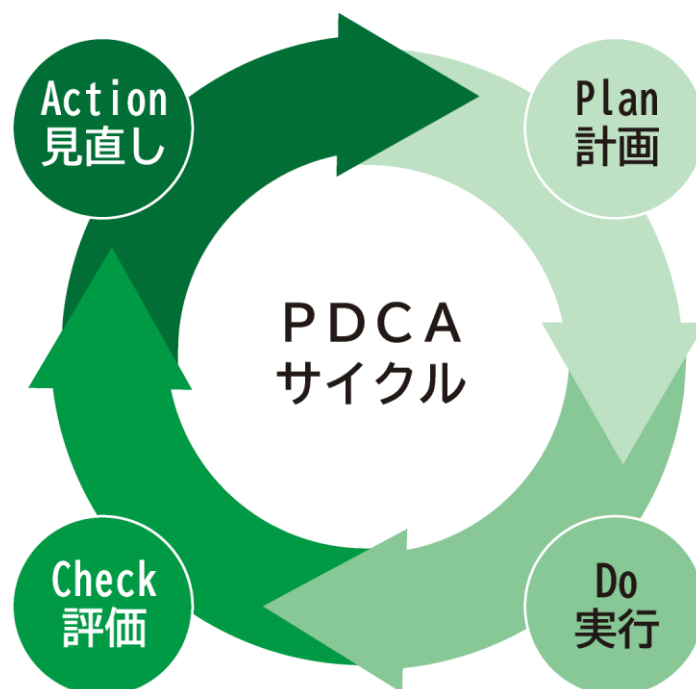 Action
見直し
Plan
計画
ＰＤＣＡ
サイクル
Check
評価
Do
実行